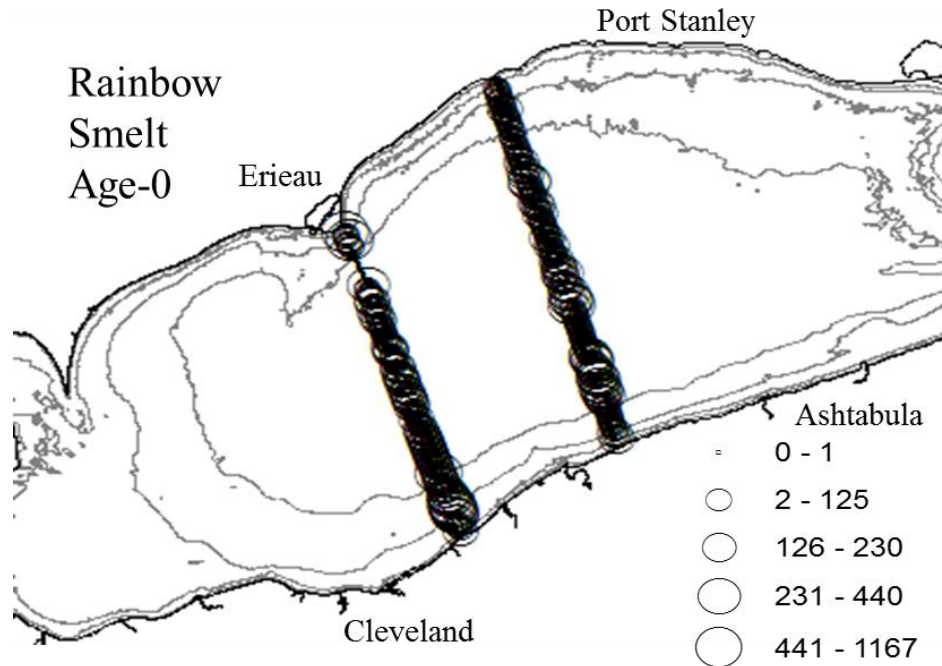 Port Stanley
Rainbow
Smelt
Age-0
Erieau
Ashtabula
0 - 1
2 - 125
126 - 230
231 - 440
441 - 1167
Cleveland